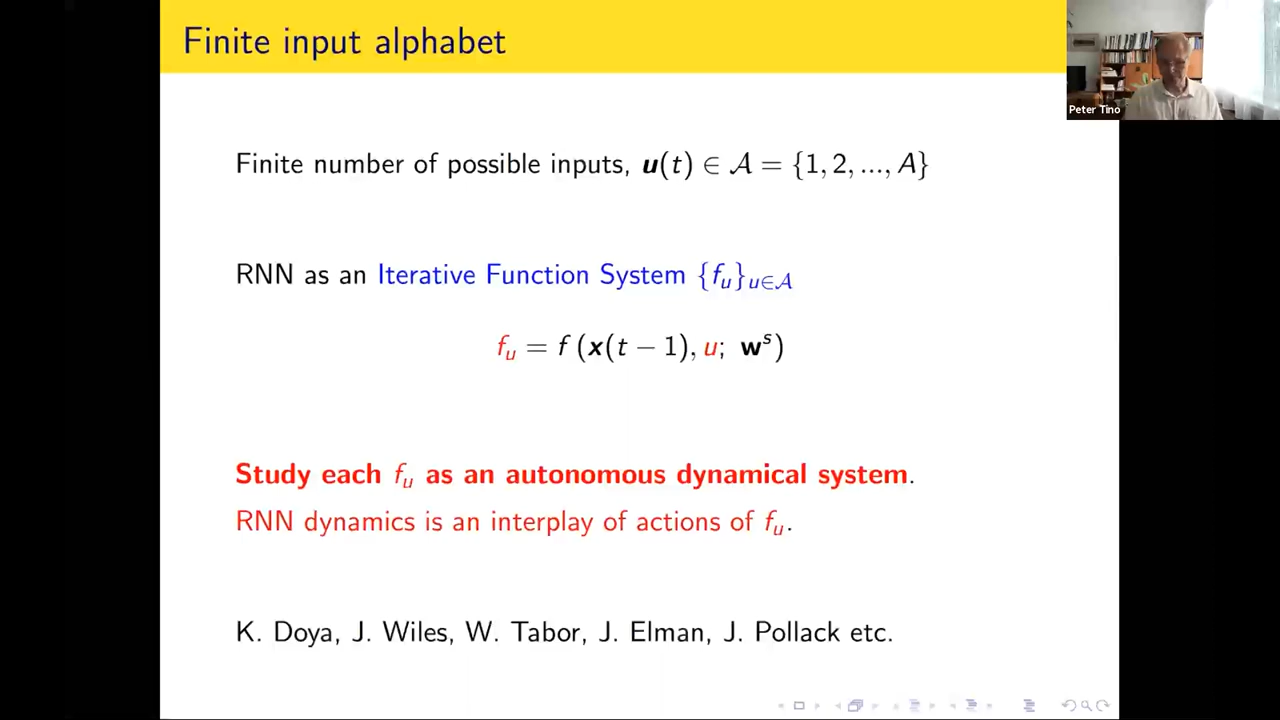 Finite input alphabet
Peter Tino
Finite number of possible inputs, u(t) ∈ 𝒜 = {1, 2, ..., A}
RNN as an Iterative Function System {f_u}_{u∈𝒜}
f_u = f (x(t − 1), u; w^s)
Study each f_u as an autonomous dynamical system.
RNN dynamics is an interplay of actions of f_u.
K. Doya, J. Wiles, W. Tabor, J. Elman, J. Pollack etc.